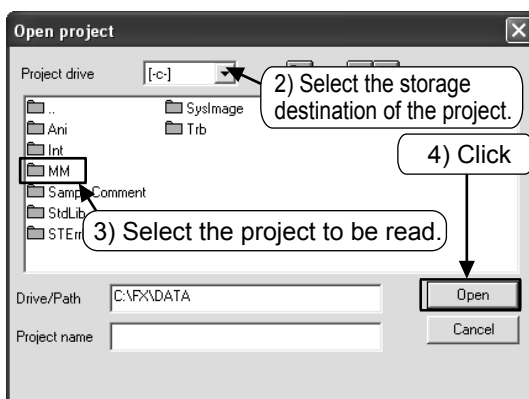 Open project
Project drive [-c-]
2) Select the storage
destination of the project.
.. SysImage
Ani Trb
Int
MM
4) Click
Comment
StdLib
3) Select the project to be read.
Drive/Path C:\FX\DATA
Open
Project name
Cancel